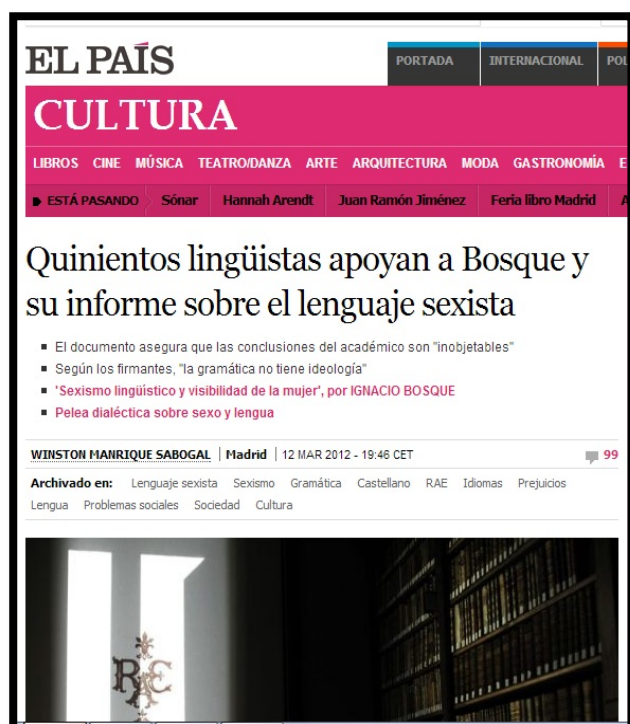 EL PAÍS
PORTADA INTERNACIONAL
CULTURA
LIBROS CINE MÚSICA TEATRO/DANZA ARTE ARQUITECTURA MODA GASTRONOMÍA
ESTÁ PASANDO Sónar Hannah Arendt Juan Ramón Jiménez Feria libro Madrid
Quinientos lingüistas apoyan a Bosque y
su informe sobre el lenguaje sexista
El documento asegura que las conclusiones del académico son "inobjetables"
Según los firmantes, "la gramática no tiene ideología"
'Sexismo lingüístico y visibilidad de la mujer', por IGNACIO BOSQUE
Pelea dialéctica sobre sexo y lengua
WINSTON MANRIQUE SABOGAL | Madrid | 12 MAR 2012 - 19:46 CET 99
Archivado en: Lenguaje sexista Sexismo Gramática Castellano RAE Idiomas Prejuicios
Lengua Problemas sociales Sociedad Cultura
RAE